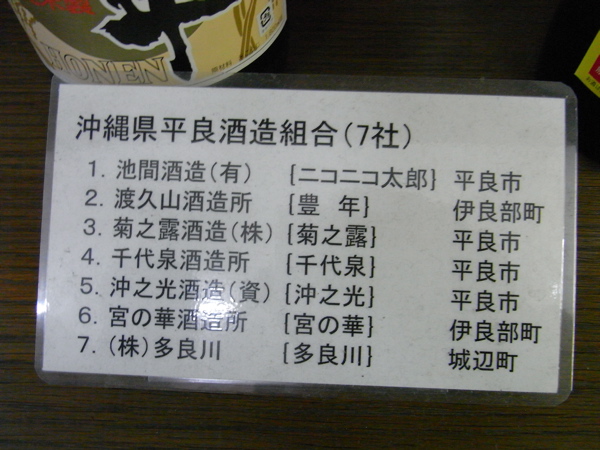 HONEN
沖縄県平良酒造組合(7社)
1. 池間酒造(有) {ニコニコ太郎} 平良市
2. 渡久山酒造所 {豊 年} 伊良部町
3. 菊之露酒造(株) {菊之露} 平良市
4. 千代泉酒造所 {千代泉} 平良市
5. 沖之光酒造(資) {沖之光} 平良市
6. 宮の華酒造所 {宮の華} 伊良部町
7. (株)多良川 {多良川} 城辺町